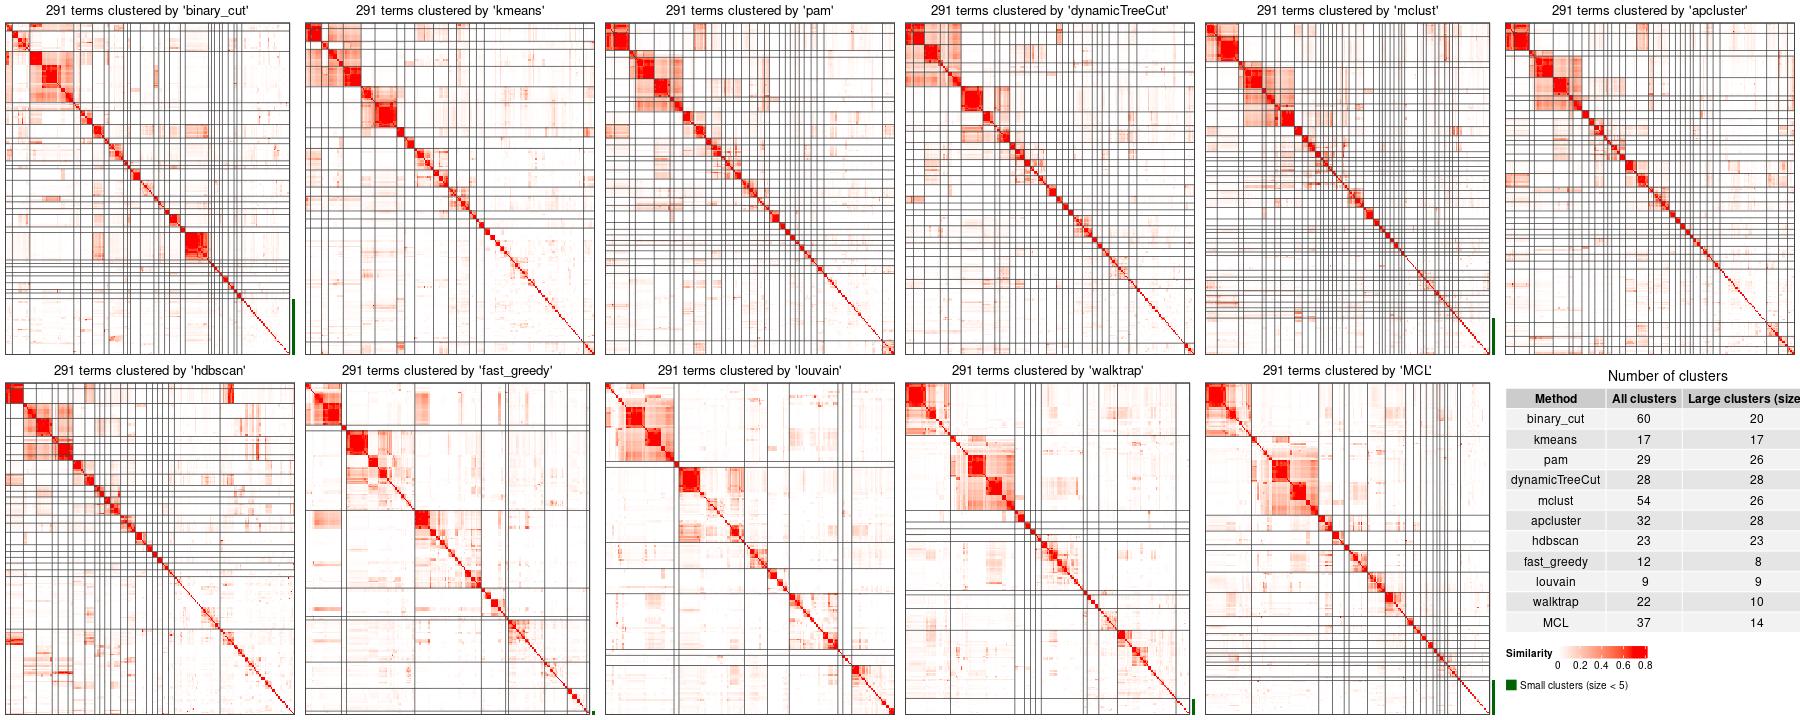 291 terms clustered by 'binary_cut'
291 terms clustered by 'kmeans'
291 terms clustered by 'pam'
291 terms clustered by 'dynamicTreeCut'
291 terms clustered by 'mclust'
291 terms clustered by 'apcluster'
291 terms clustered by 'hdbscan'
291 terms clustered by 'fast_greedy'
291 terms clustered by 'louvain'
291 terms clustered by 'walktrap'
291 terms clustered by 'MCL'
Number of clusters
Method All clusters Large clusters (size
binary_cut 60 20
kmeans 17 17
pam 29 26
dynamicTreeCut 28 28
mclust 54 26
apcluster 32 28
hdbscan 23 23
fast_greedy 12 8
louvain 9 9
walktrap 22 10
MCL 37 14
Similarity
0 0.2 0.4 0.6 0.8
Small clusters (size < 5)